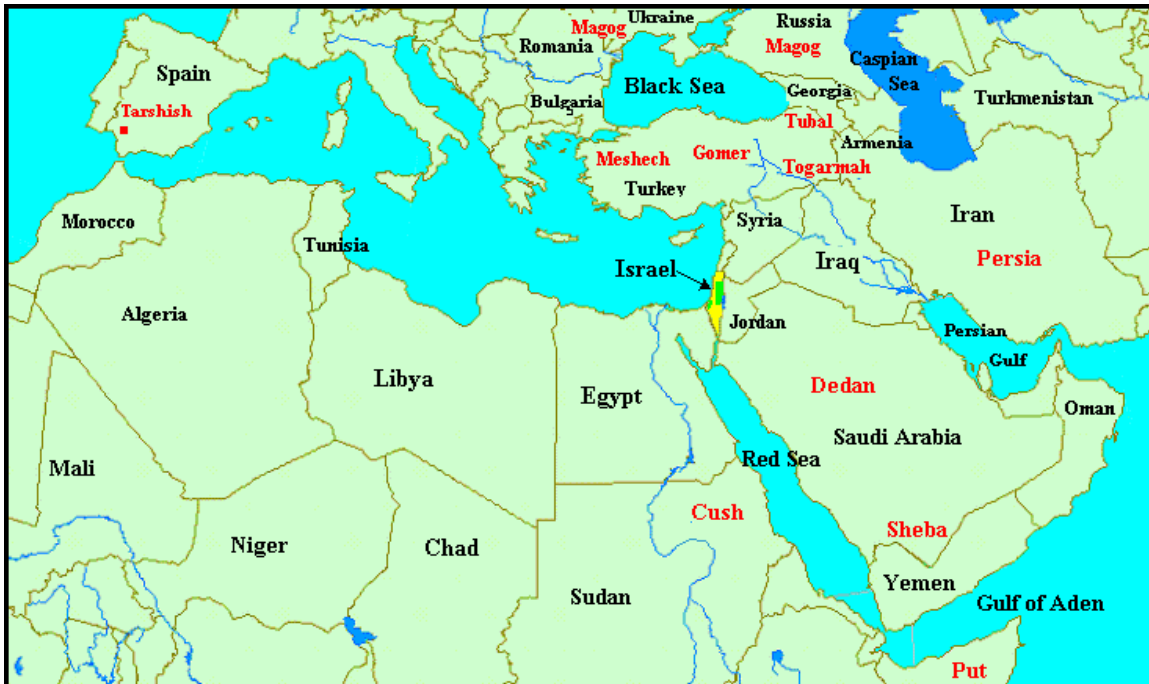 Ukraine
Russia
Magog
Romania
Magog
Caspian
Sea
Spain
Black Sea
Georgia
Turkmenistan
Tarshish
Bulgaria
Tubal
Armenia
Meshech
Gomer
Togarmah
Turkey
Morocco
Syria
Iran
Tunisia
Israel
Iraq
Persia
Algeria
Jordan
Persian
Gulf
Libya
Egypt
Dedan
Oman
Saudi Arabia
Mali
Red Sea
Cush
Sheba
Niger
Chad
Sudan
Yemen
Gulf of Aden
Put